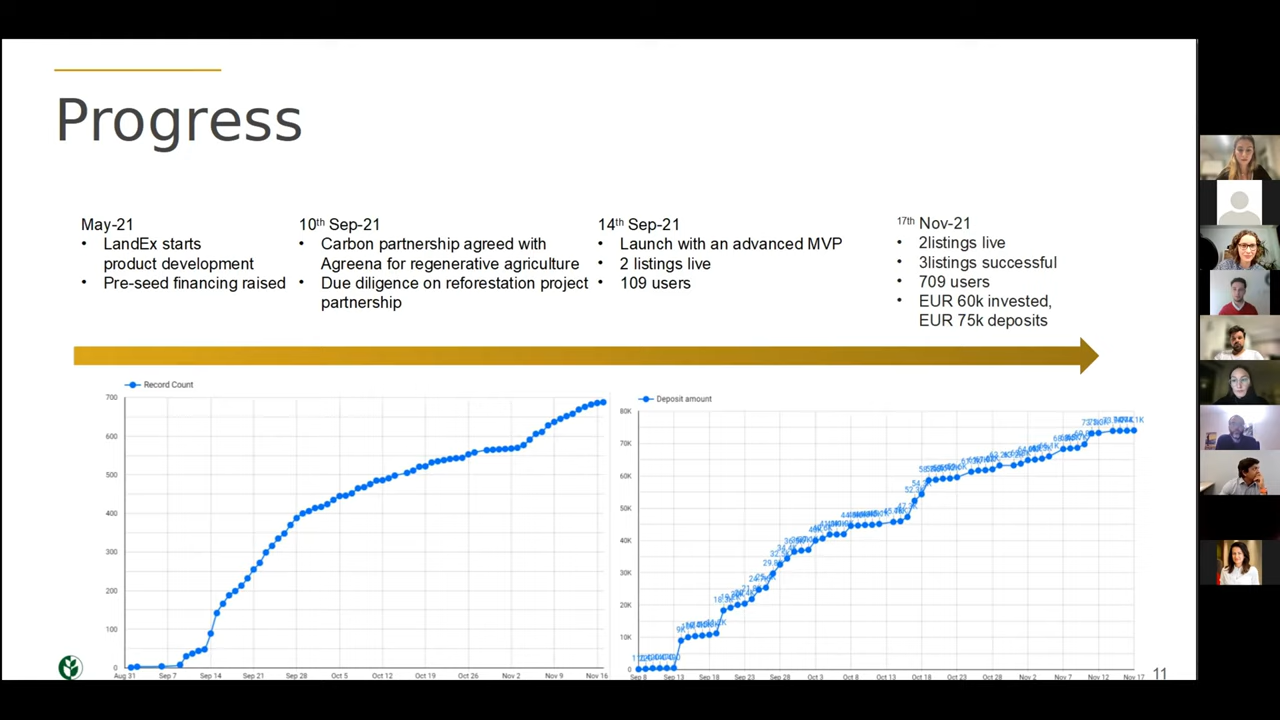 Progress
May-21
• LandEx starts
product development
• Pre-seed financing raised
10th Sep-21
• Carbon partnership agreed with
Agreena for regenerative agriculture
• Due diligence on reforestation project
partnership
14th Sep-21
• Launch with an advanced MVP
• 2 listings live
• 109 users
17th Nov-21
• 2listings live
• 3listings successful
• 709 users
• EUR 60k invested,
EUR 75k deposits
Record Count
700
600
500
400
300
200
100
0
Aug 31 Sep 7 Sep 14 Sep 21 Sep 28 Oct 5 Oct 12 Oct 19 Oct 26 Nov 2 Nov 9 Nov 16
Deposit amount
80K
70K
60K
50K
40K
30K
20K
10K
0
Sep 8 Sep 13 Sep 18 Sep 23 Sep 28 Oct 3 Oct 8 Oct 13 Oct 18 Oct 23 Oct 28 Nov 2 Nov 7 Nov 12 Nov 17
11